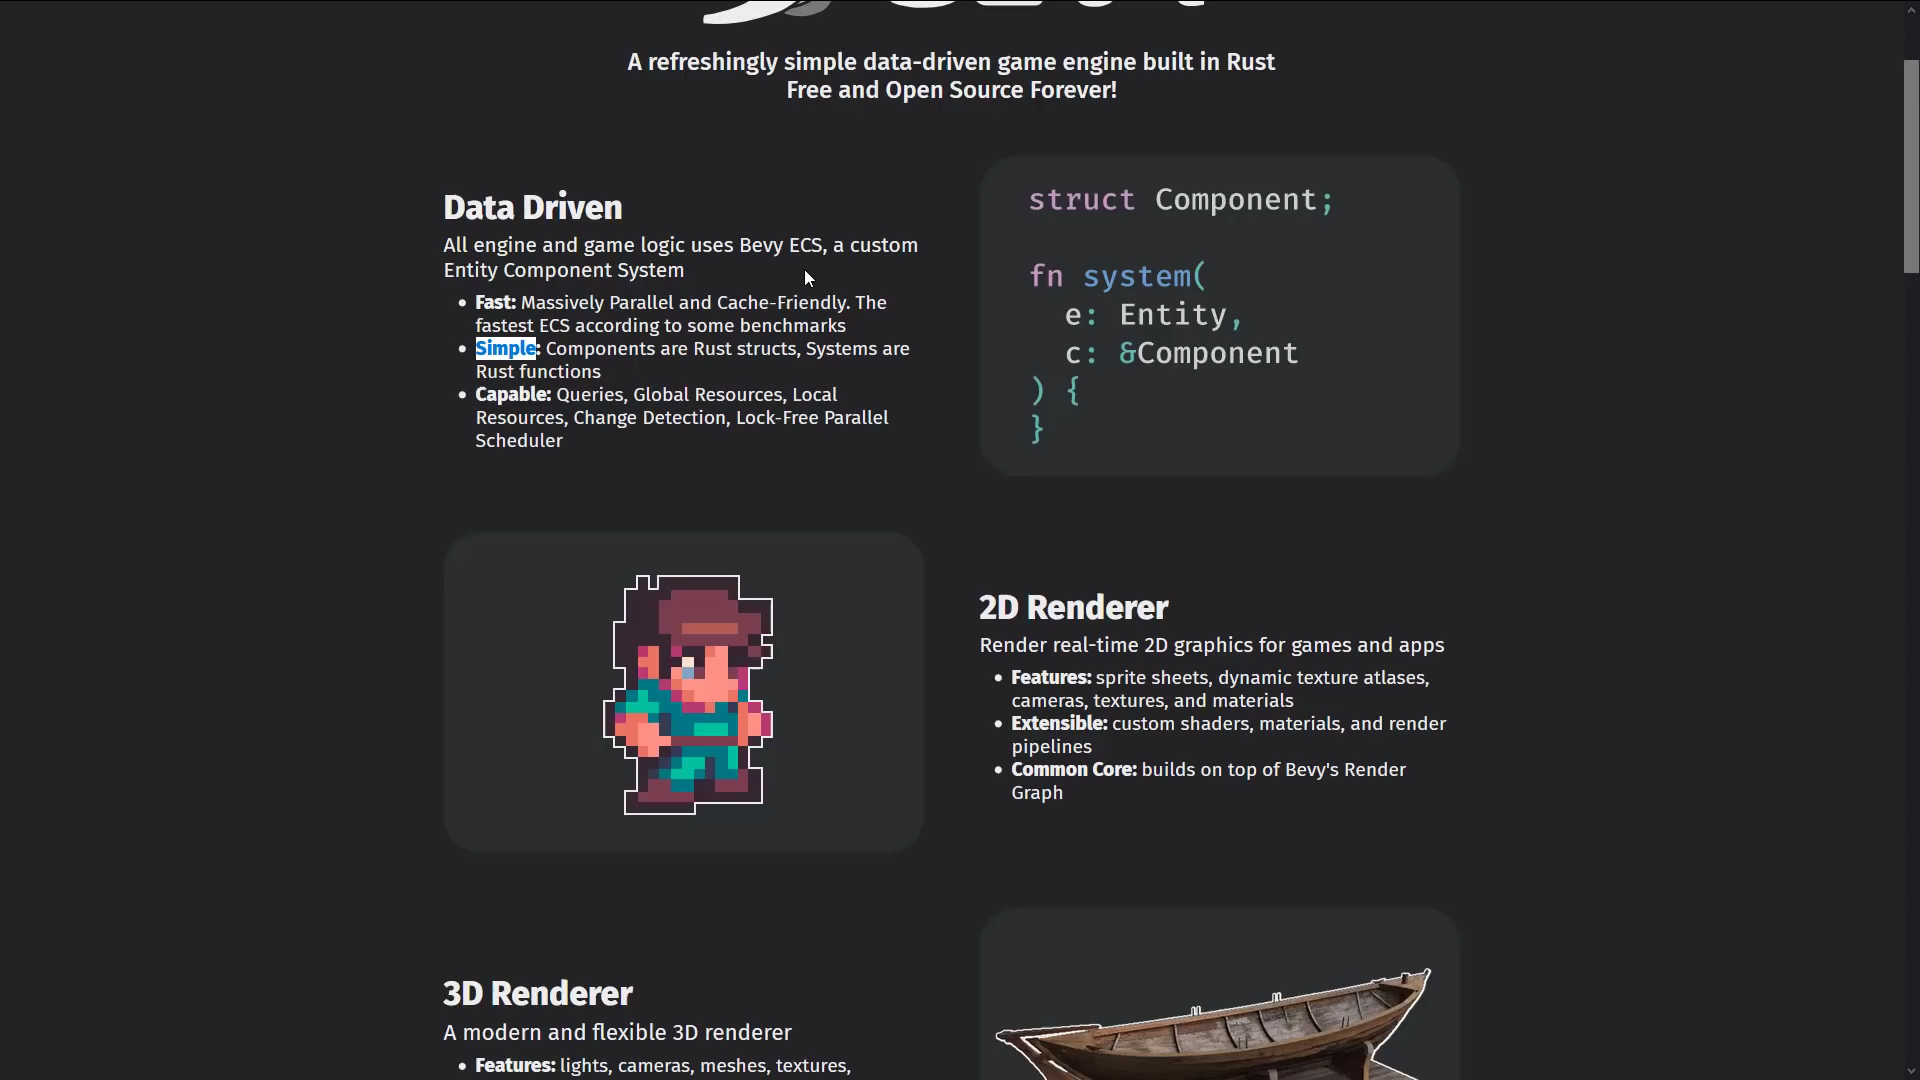 A refreshingly simple data-driven game engine built in Rust
Free and Open Source Forever!
Data Driven
All engine and game logic uses Bevy ECS, a custom
Entity Component System
• Fast: Massively Parallel and Cache-Friendly. The
fastest ECS according to some benchmarks
• Simple: Components are Rust structs, Systems are
Rust functions
• Capable: Queries, Global Resources, Local
Resources, Change Detection, Lock-Free Parallel
Scheduler
struct Component;
fn system(
e: Entity,
c: &Component
) {
}
2D Renderer
Render real-time 2D graphics for games and apps
• Features: sprite sheets, dynamic texture atlases,
cameras, textures, and materials
• Extensible: custom shaders, materials, and render
pipelines
• Common Core: builds on top of Bevy's Render
Graph
3D Renderer
A modern and flexible 3D renderer
• Features: lights, cameras, meshes, textures,